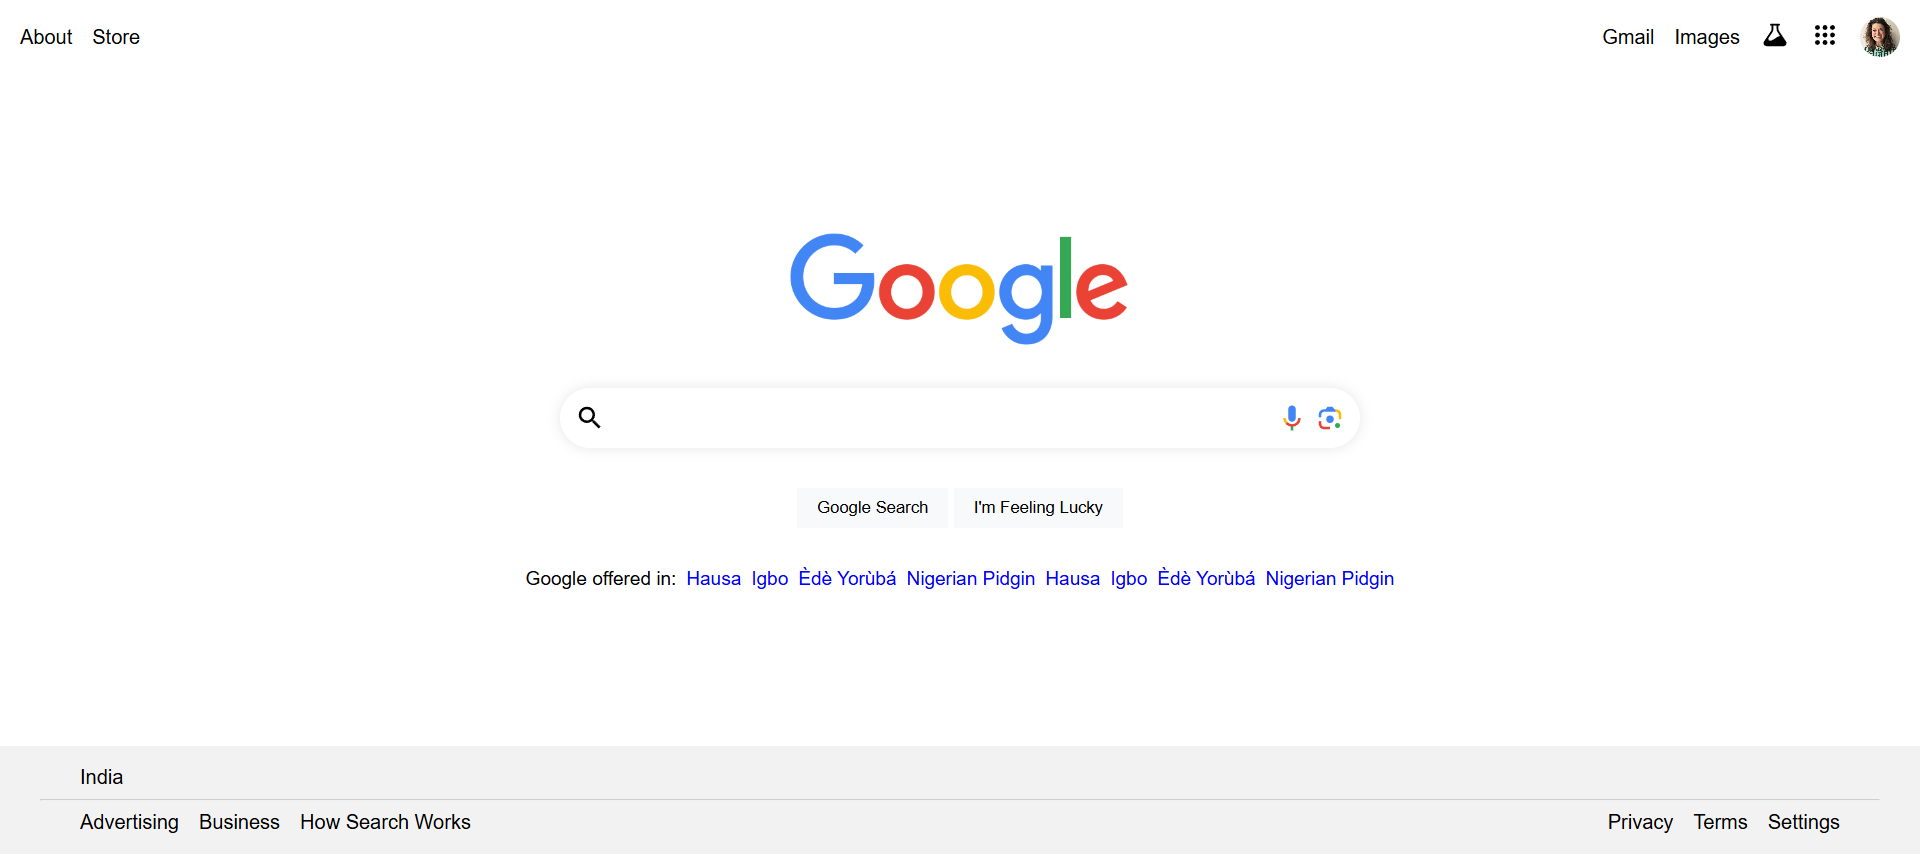 About Store
Gmail Images
Google
Google Search I'm Feeling Lucky
Google offered in: Hausa Igbo Èdè Yorùbá Nigerian Pidgin Hausa Igbo Èdè Yorùbá Nigerian Pidgin
India
Advertising Business How Search Works
Privacy Terms Settings